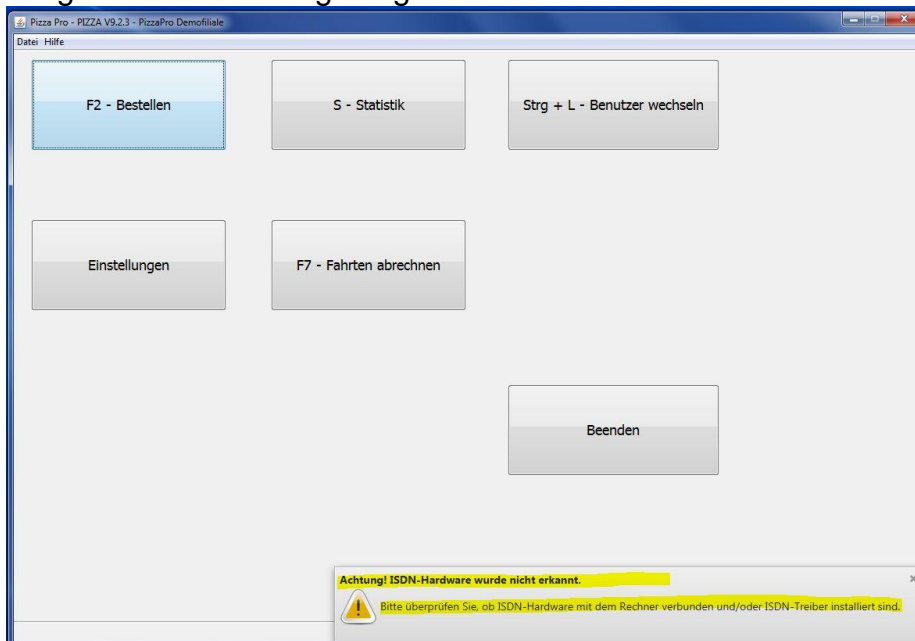 Pizza Pro - PIZZA V9.2.3 - PizzaPro Demofiliale
Datei Hilfe
F2 - Bestellen
S - Statistik
Strg + L - Benutzer wechseln
Einstellungen
F7 - Fahrten abrechnen
Beenden
Achtung! ISDN-Hardware wurde nicht erkannt.
Bitte überprüfen Sie, ob ISDN-Hardware mit dem Rechner verbunden und/oder ISDN-Treiber installiert sind.